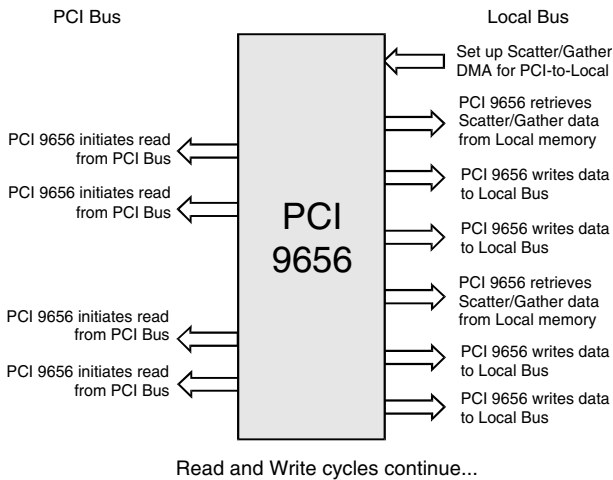 PCI Bus
Local Bus
Set up Scatter/Gather
DMA for PCI-to-Local
PCI 9656 retrieves
Scatter/Gather data
from Local memory
PCI 9656 initiates read
from PCI Bus
PCI 9656 writes data
to Local Bus
PCI 9656 initiates read
from PCI Bus
PCI
9656
PCI 9656 writes data
to Local Bus
PCI 9656 retrieves
Scatter/Gather data
from Local memory
PCI 9656 initiates read
from PCI Bus
PCI 9656 writes data
to Local Bus
PCI 9656 initiates read
from PCI Bus
PCI 9656 writes data
to Local Bus
Read and Write cycles continue...